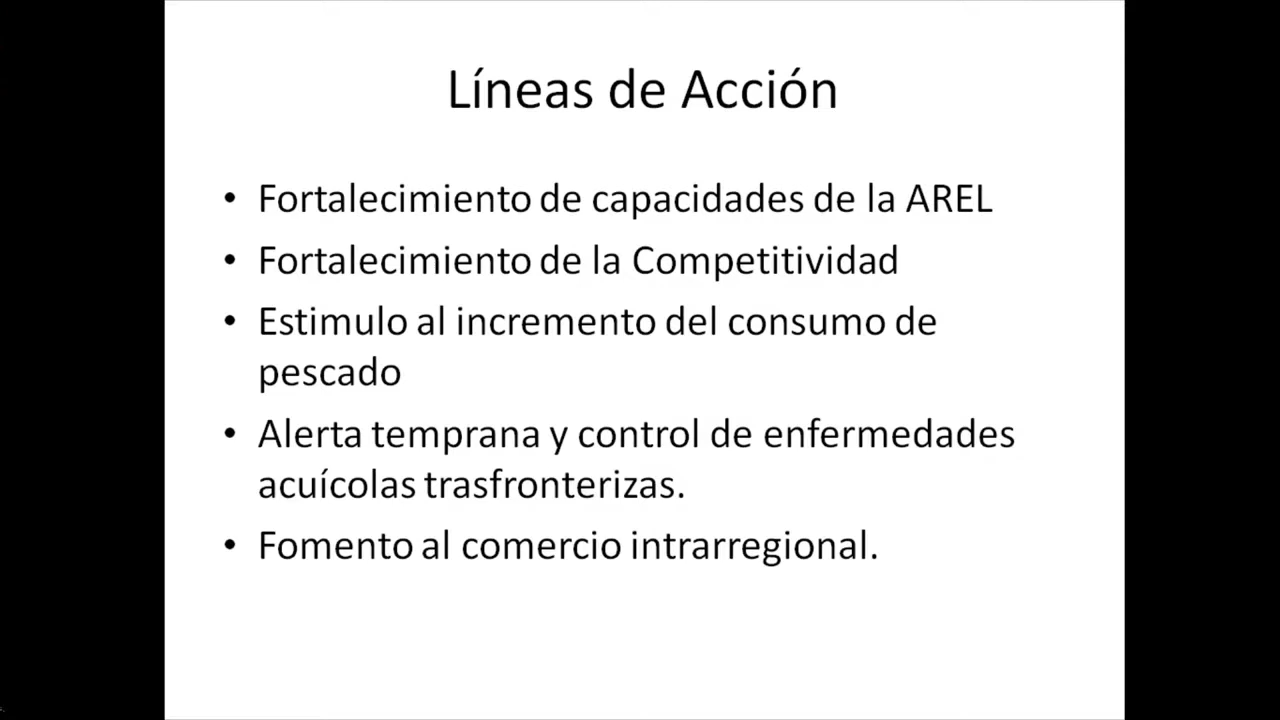 Líneas de Acción
• Fortalecimiento de capacidades de la AREL
• Fortalecimiento de la Competitividad
• Estimulo al incremento del consumo de
pescado
• Alerta temprana y control de enfermedades
acuícolas trasfronterizas.
• Fomento al comercio intrarregional.